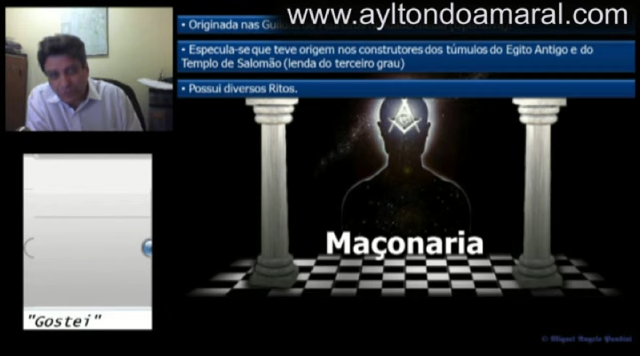 www.ayltondoamaral.com
• Originada nas
• Especula-se que teve origem nos construtores dos túmulos do Egito Antigo e do
Templo de Salomão (lenda do terceiro grau)
• Possui diversos Ritos.
G
Maçonaria
"Gostei"
© Miguel Angelo